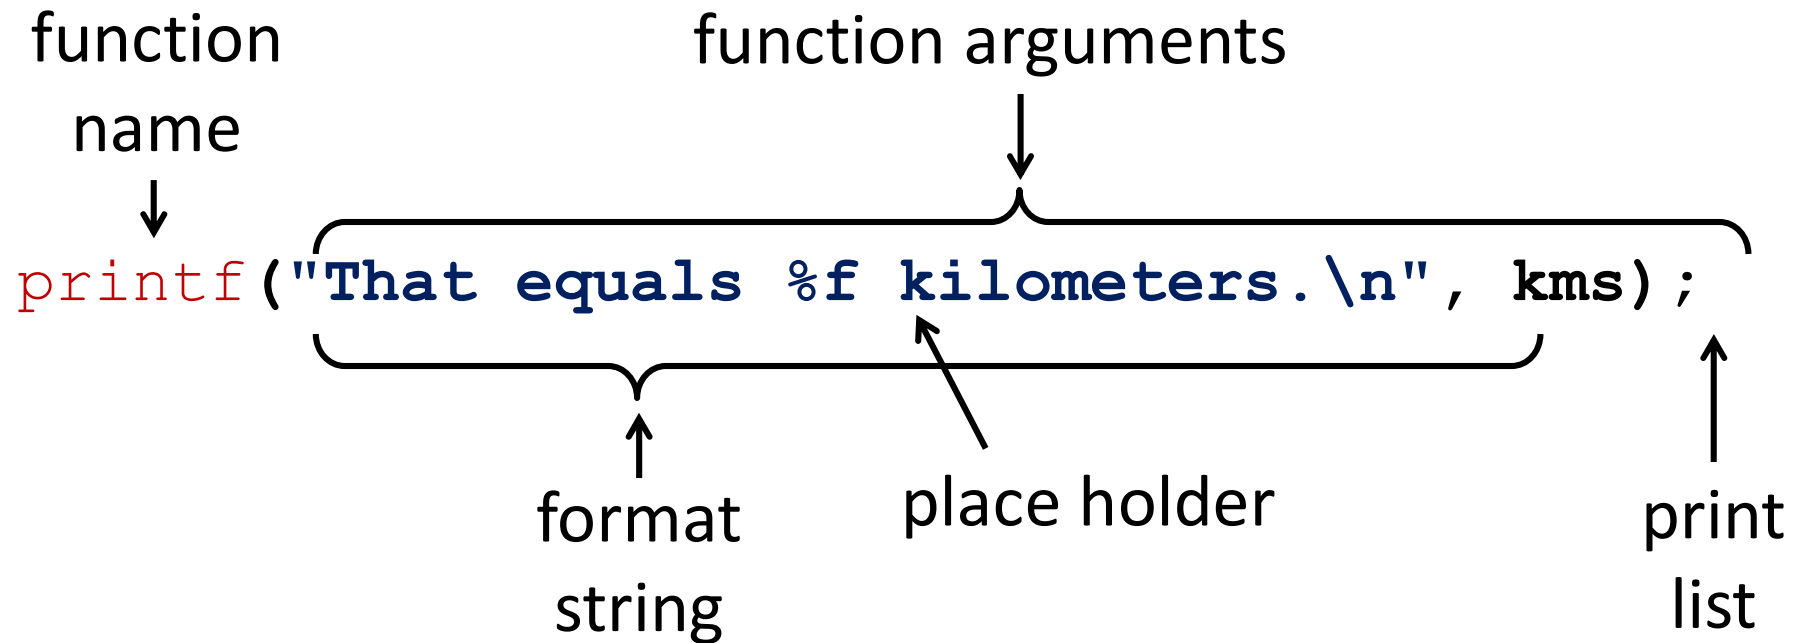 function
name
function arguments
printf("That equals %f kilometers.\n", kms);
format
string
place holder
print
list